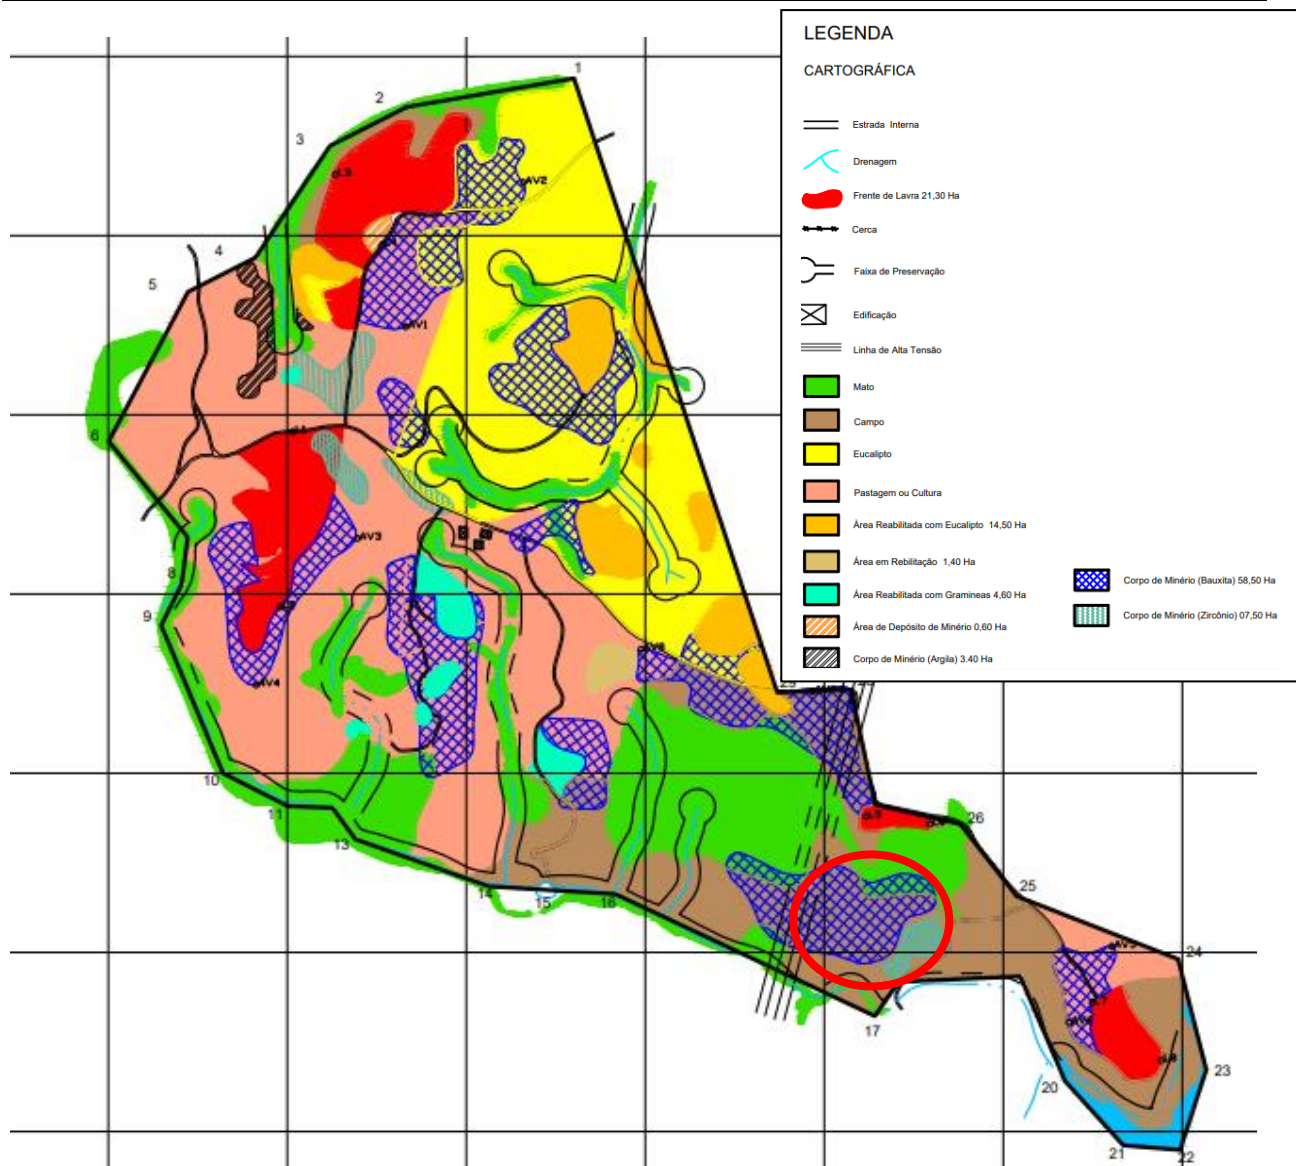 LEGENDA
CARTOGRÁFICA
Estrada Interna
Drenagem
Frente de Lavra 21,30 Ha
Cerca
Faixa de Preservação
Edificação
Linha de Alta Tensão
Mato
Campo
Eucalipto
Pastagem ou Cultura
Área Reabilitada com Eucalipto 14,50 Ha
Área em Rebilitação 1,40 Ha
Área Reabilitada com Gramineas 4,60 Ha
Área de Depósito de Minério 0,60 Ha
Corpo de Minério (Argila) 3.40 Ha
Corpo de Minério (Bauxita) 58,50 Ha
Corpo de Minério (Zircônio) 07,50 Ha
1
2
3
4
5
6
8
9
10
11
13
14
15
16
17
20
21
22
23
24
25
26
AV2
AV1
AV3
AV4